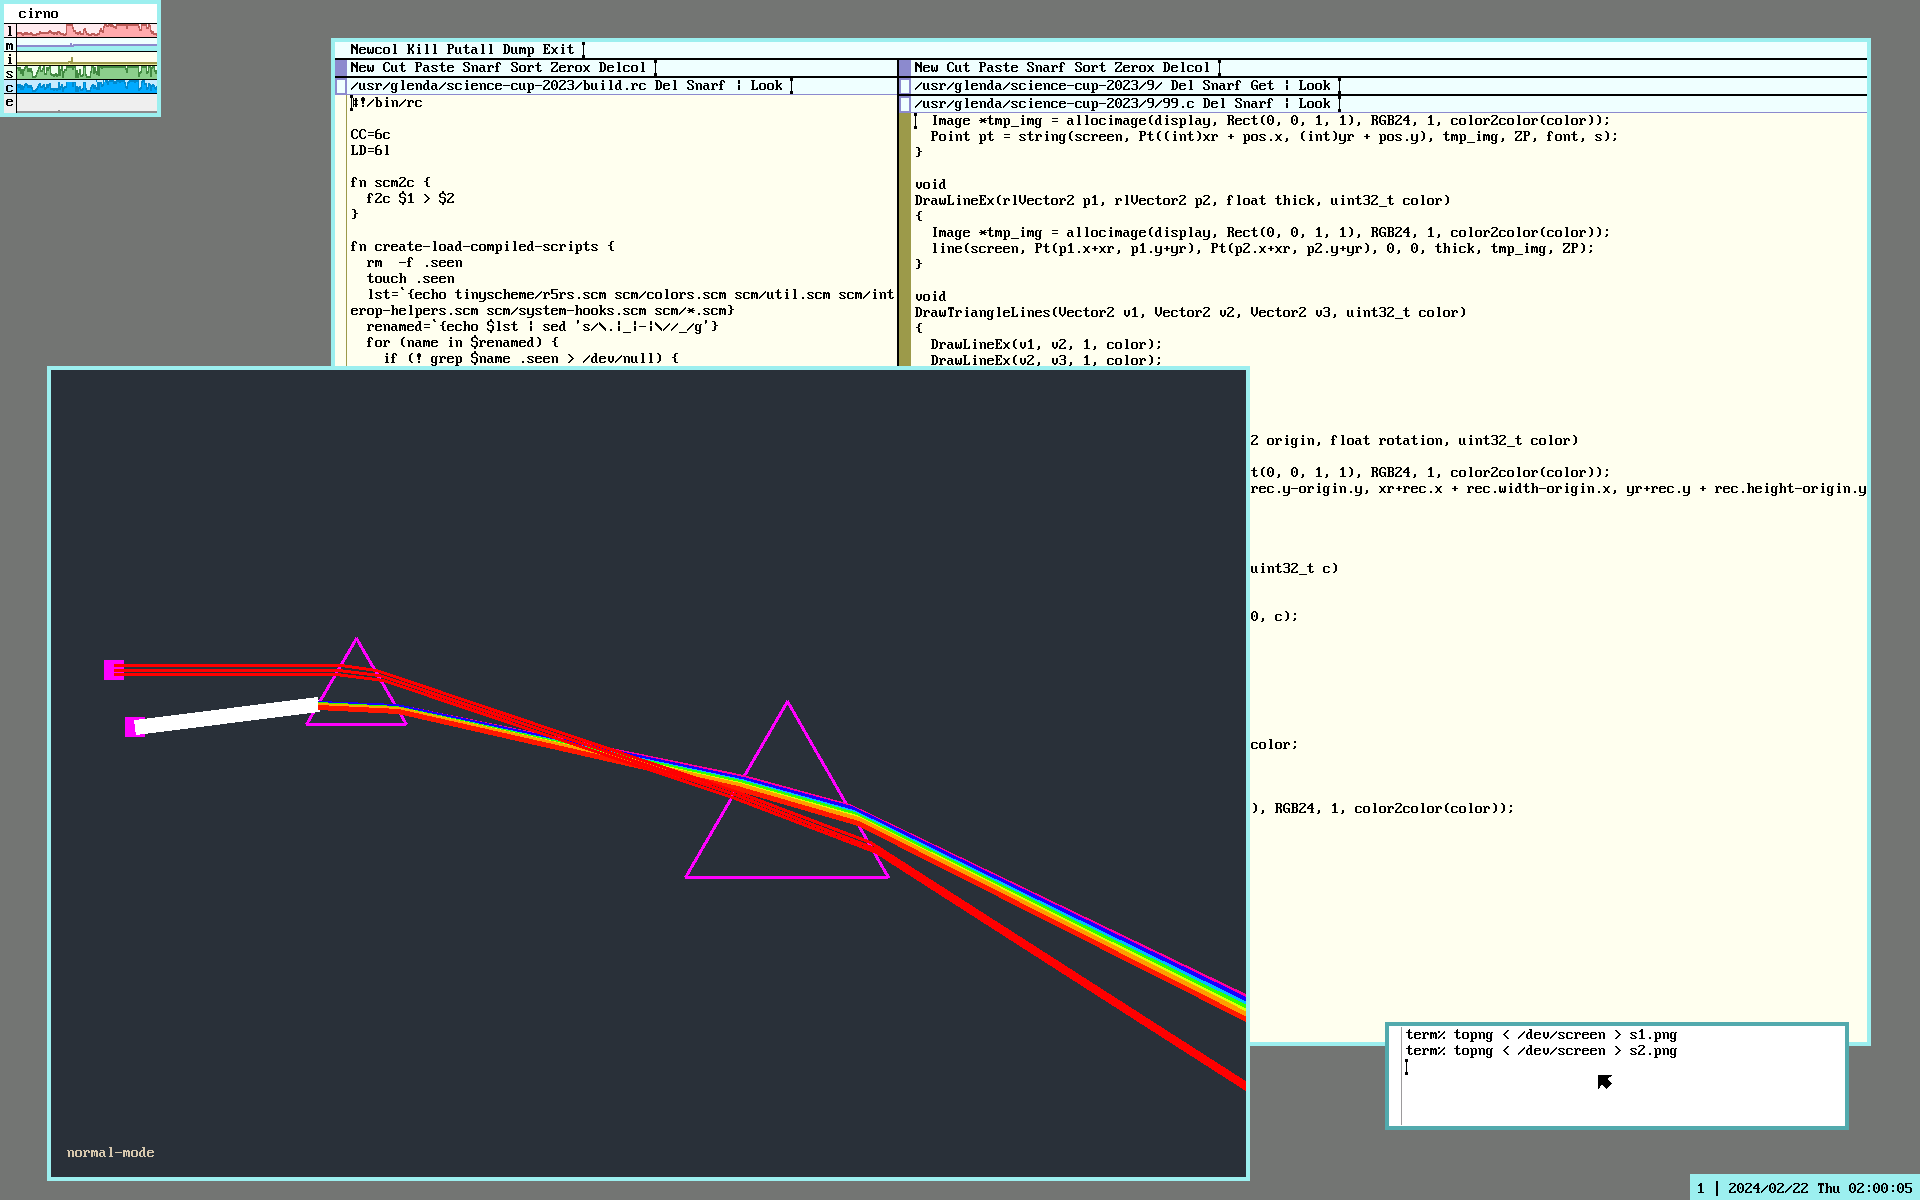 cirno
l
m
i
s
c
e
Newcol Kill Putall Dump Exit
New Cut Paste Snarf Sort Zerox Delcol
/usr/glenda/science-cup-2023/build.rc Del Snarf | Look
#!/bin/rc
CC=6c
LD=6l
fn scm2c {
f2c $1 > $2
}
fn create-load-compiled-scripts {
rm  -f .seen
touch .seen
lst=`{echo tinyscheme/r5rs.scm scm/colors.scm scm/util.scm scm/int
erop-helpers.scm scm/system-hooks.scm scm/*.scm}
renamed=`{echo $lst | sed 's/\.|_|-|\//_/g'}
for (name in $renamed) {
if (! grep $name .seen > /dev/null) {
New Cut Paste Snarf Sort Zerox Delcol
/usr/glenda/science-cup-2023/9/ Del Snarf Get | Look
/usr/glenda/science-cup-2023/9/99.c Del Snarf | Look
Image *tmp_img = allocimage(display, Rect(0, 0, 1, 1), RGB24, 1, color2color(color));
Point pt = string(screen, Pt((int)xr + pos.x, (int)yr + pos.y), tmp_img, ZP, font, s);
}
void
DrawLineEx(rlVector2 p1, rlVector2 p2, float thick, uint32_t color)
{
Image *tmp_img = allocimage(display, Rect(0, 0, 1, 1), RGB24, 1, color2color(color));
line(screen, Pt(p1.x+xr, p1.y+yr), Pt(p2.x+xr, p2.y+yr), 0, 0, thick, tmp_img, ZP);
}
void
DrawTriangleLines(Vector2 v1, Vector2 v2, Vector2 v3, uint32_t color)
{
DrawLineEx(v1, v2, 1, color);
DrawLineEx(v2, v3, 1, color);
2 origin, float rotation, uint32_t color)
t(0, 0, 1, 1), RGB24, 1, color2color(color));
rec.y-origin.y, xr+rec.x + rec.width-origin.x, yr+rec.y + rec.height-origin.y
uint32_t c)
0, c);
color;
), RGB24, 1, color2color(color));
normal-mode
term% topng < /dev/screen > s1.png
term% topng < /dev/screen > s2.png
1 | 2024/02/22 Thu 02:00:05